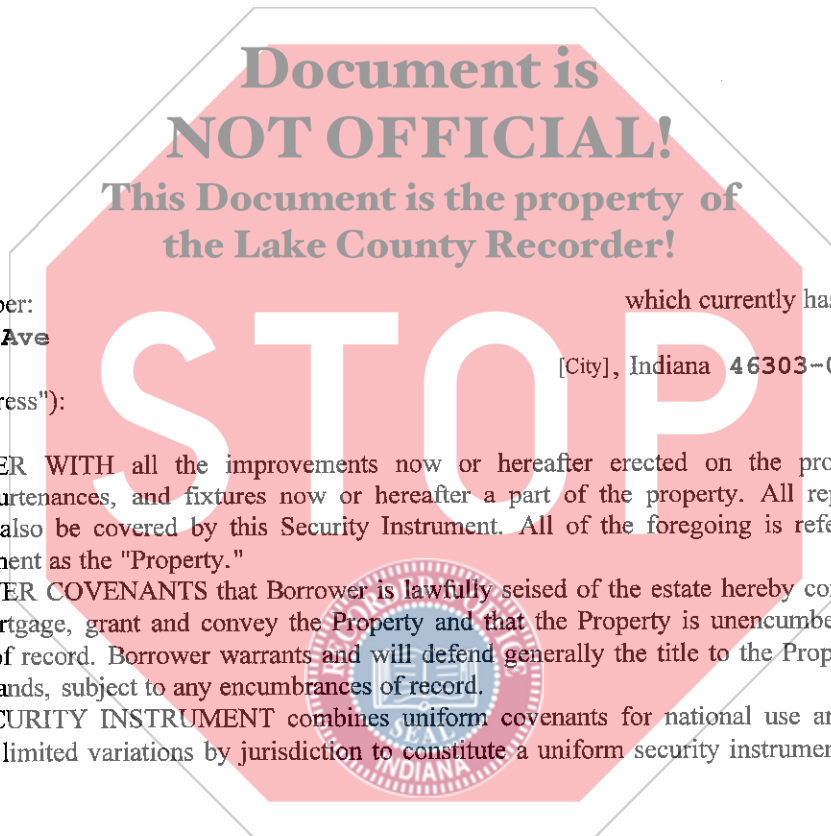 Document is
NOT OFFICIAL!
This Document is the property of
the Lake County Recorder!
per: which currently has
Ave
[City], Indiana 46303-0
ress"):
STOP
ER WITH all the improvements now or hereafter erected on the pro
urtenances, and fixtures now or hereafter a part of the property. All rep
also be covered by this Security Instrument. All of the foregoing is refe
nent as the "Property."
ER COVENANTS that Borrower is lawfully seised of the estate hereby co
rtgage, grant and convey the Property and that the Property is unencumbe
of record. Borrower warrants and will defend generally the title to the Prop
ands, subject to any encumbrances of record.
CURITY INSTRUMENT combines uniform covenants for national use an
limited variations by jurisdiction to constitute a uniform security instrumen
RECORDER'S OFFICE
SEAL
INDIANA